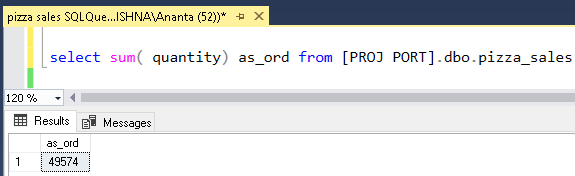 pizza sales SQLQue...ISHNA\Ananta (52))*
select sum( quantity) as_ord from [PROJ PORT].dbo.pizza_sales
120 %
Results Messages
as_ord
1 49574